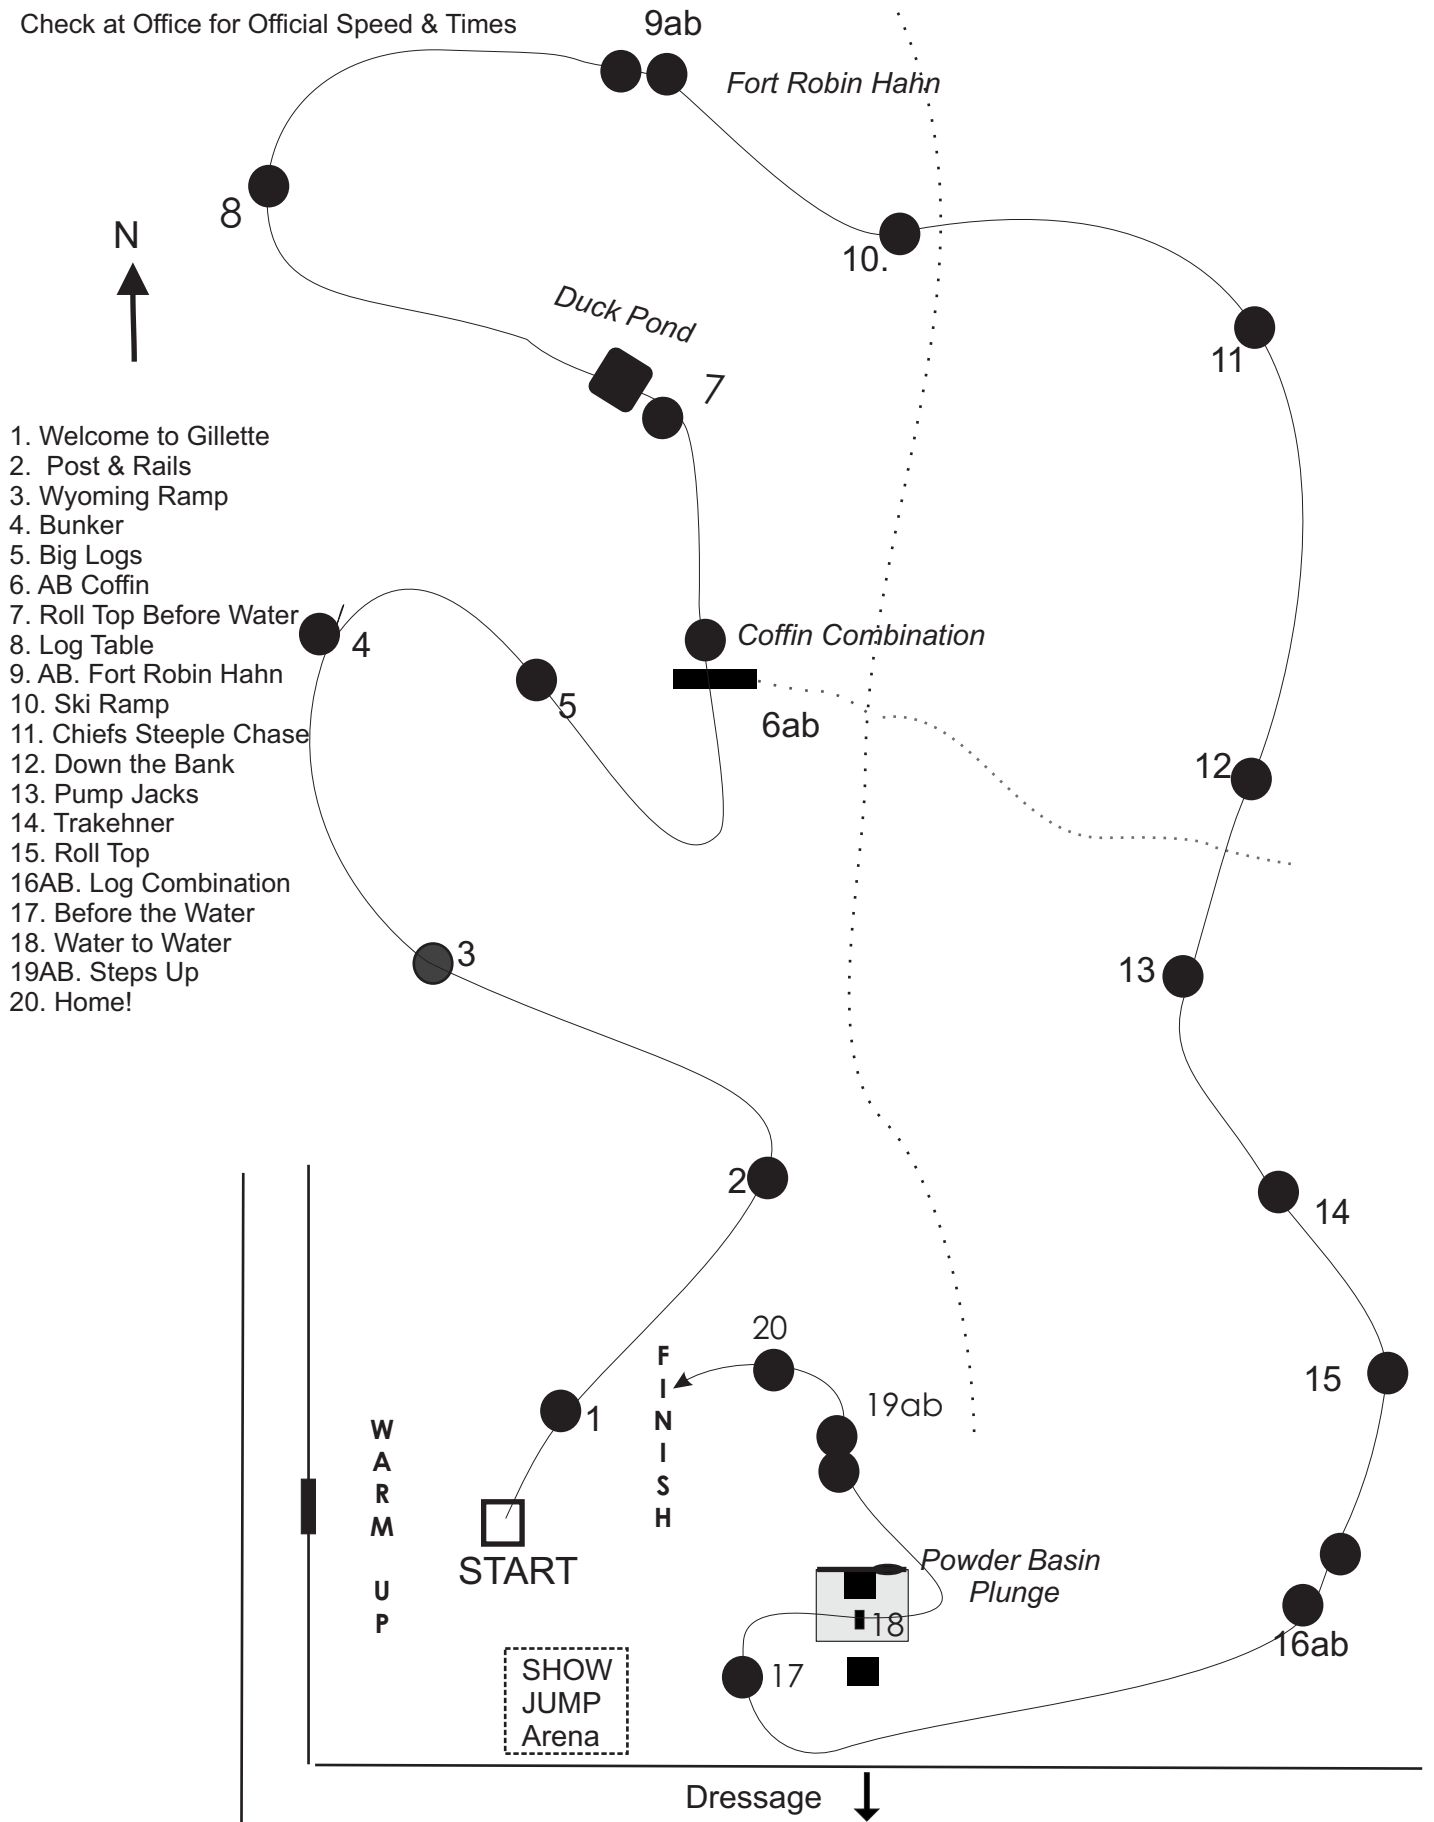 Check at Office for Official Speed & Times
9ab
Fort Robin Hahn
8
N
10.
Duck Pond
11
7
1. Welcome to Gillette
2. Post & Rails
3. Wyoming Ramp
4. Bunker
5. Big Logs
6. AB Coffin
7. Roll Top Before Water
8. Log Table
9. AB. Fort Robin Hahn
10. Ski Ramp
11. Chiefs Steeple Chase
12. Down the Bank
13. Pump Jacks
14. Trakehner
15. Roll Top
16AB. Log Combination
17. Before the Water
18. Water to Water
19AB. Steps Up
20. Home!
4
Coffin Combination
5
6ab
12
3
13
2
14
20
FINISH
15
19ab
1
WARM UP
START
Powder Basin
Plunge
18
16ab
17
SHOW
JUMP
Arena
Dressage